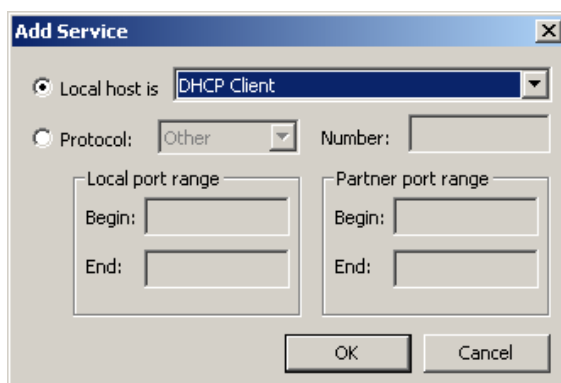 Add Service
Local host is DHCP Client
Protocol: Other Number:
Local port range Partner port range
Begin: Begin:
End: End:
OK Cancel